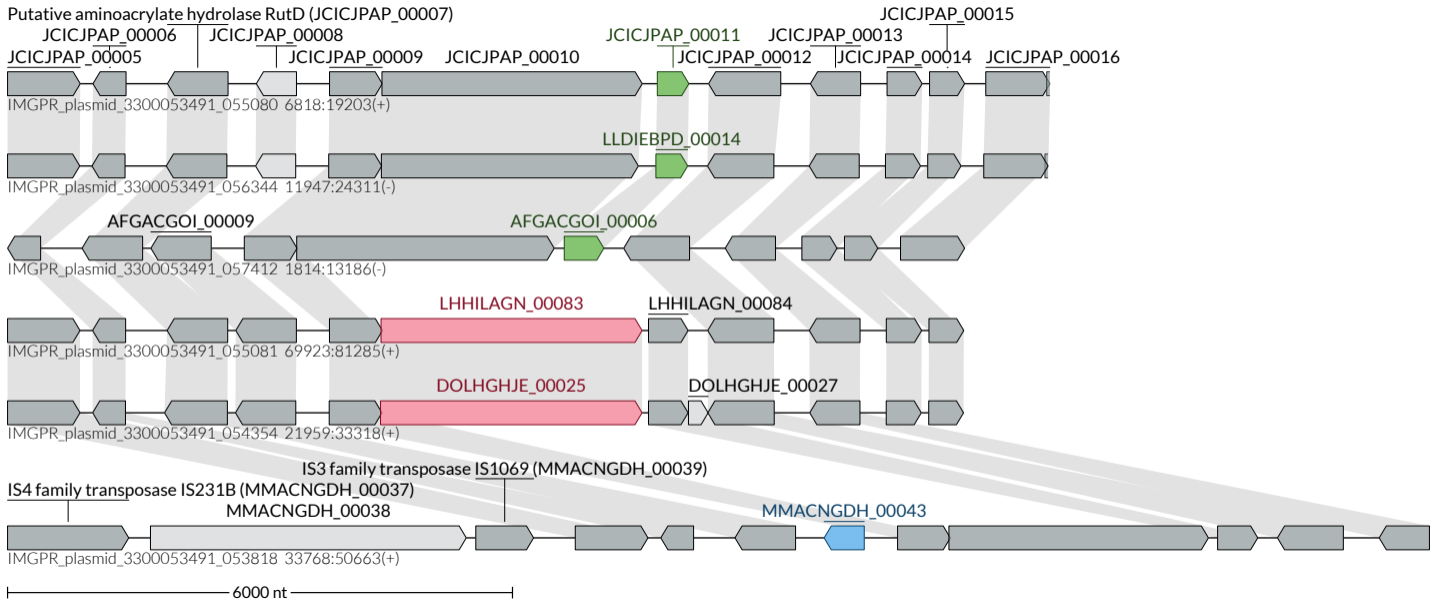 Putative aminoacrylate hydrolase RutD (JCICJPAP_00007)
JCICJPAP_00015
JCICJPAP_00006
JCICJPAP_00008
JCICJPAP_00011
JCICJPAP_00013
JCICJPAP_00005
JCICJPAP_00009
JCICJPAP_00010
JCICJPAP_00012
JCICJPAP_00014
JCICJPAP_00016
IMGPR_plasmid_3300053491_055080 6818:19203(+)
LLDIEBPD_00014
IMGPR_plasmid_3300053491_056344 11947:24311(-)
AFGACGOI_00009
AFGACGOI_00006
IMGPR_plasmid_3300053491_057412 1814:13186(-)
LHHILAGN_00083
LHHILAGN_00084
IMGPR_plasmid_3300053491_055081 69923:81285(+)
DOLHGHJE_00025
DOLHGHJE_00027
IMGPR_plasmid_3300053491_054354 21959:33318(+)
IS3 family transposase IS1069 (MMACNGDH_00039)
IS4 family transposase IS231B (MMACNGDH_00037)
MMACNGDH_00038
MMACNGDH_00043
IMGPR_plasmid_3300053491_053818 33768:50663(+)
6000 nt